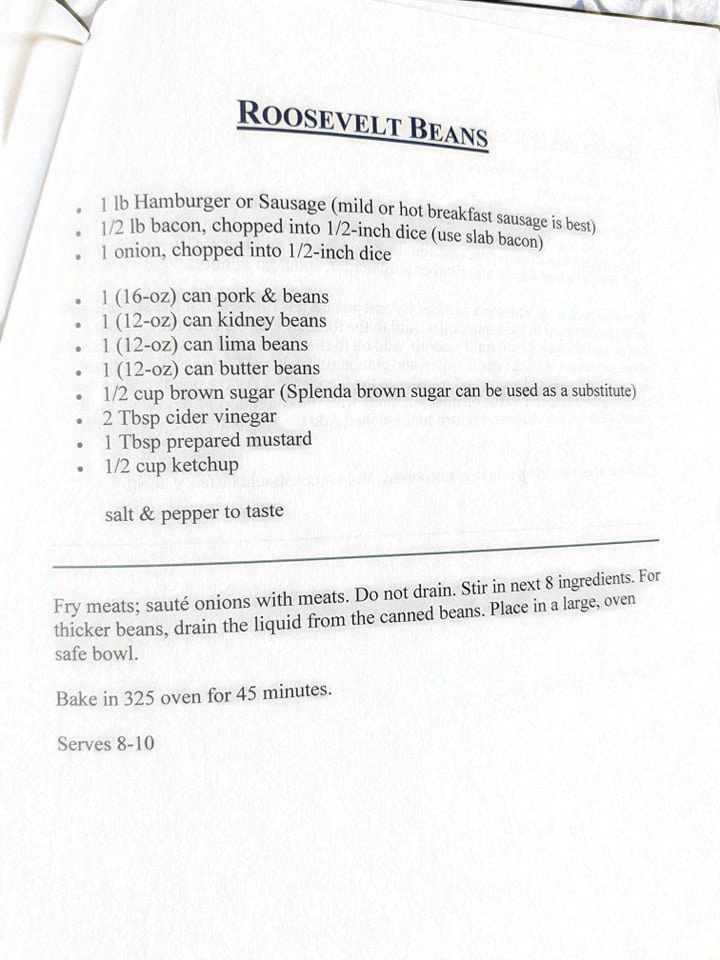 ROOSEVELT BEANS
• 1 lb Hamburger or Sausage (mild or hot breakfast sausage is best)
• 1/2 lb bacon, chopped into 1/2-inch dice (use slab bacon)
• 1 onion, chopped into 1/2-inch dice
• 1 (16-oz) can pork & beans
• 1 (12-oz) can kidney beans
• 1 (12-oz) can lima beans
• 1 (12-oz) can butter beans
• 1/2 cup brown sugar (Splenda brown sugar can be used as a substitute)
• 2 Tbsp cider vinegar
• 1 Tbsp prepared mustard
• 1/2 cup ketchup
salt & pepper to taste
Fry meats; sauté onions with meats. Do not drain. Stir in next 8 ingredients. For
thicker beans, drain the liquid from the canned beans. Place in a large, oven
safe bowl.
Bake in 325 oven for 45 minutes.
Serves 8-10